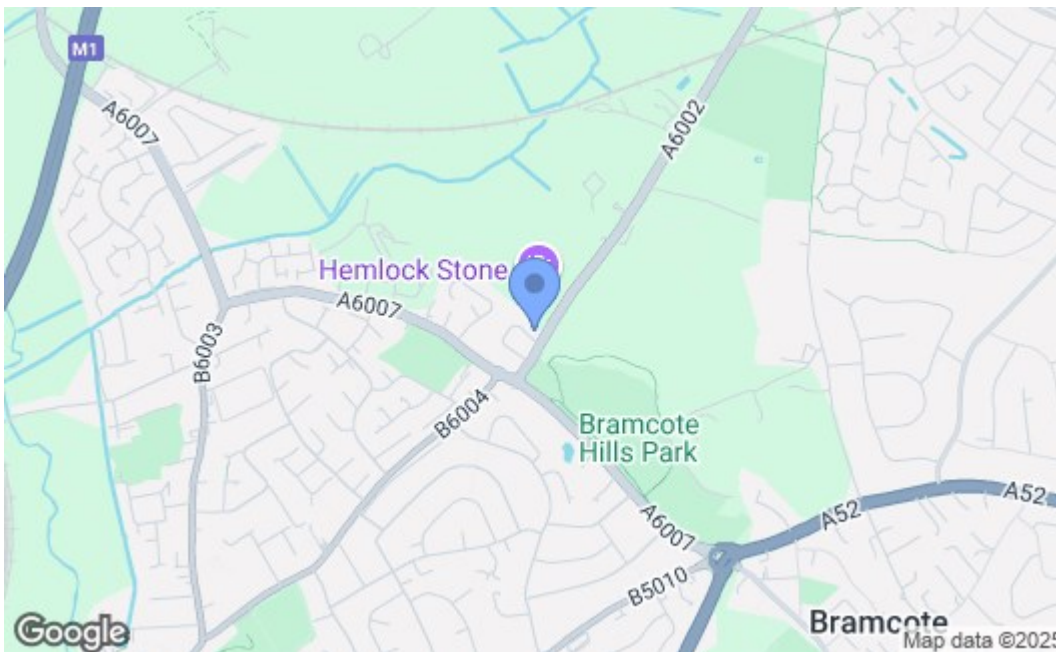 M1
A6007
A6002
Hemlock Stone
A6007
B6003
B6004
Bramcote
Hills Park
A6007
A52
A52
B5010
Bramcote
Google
Map data ©2025